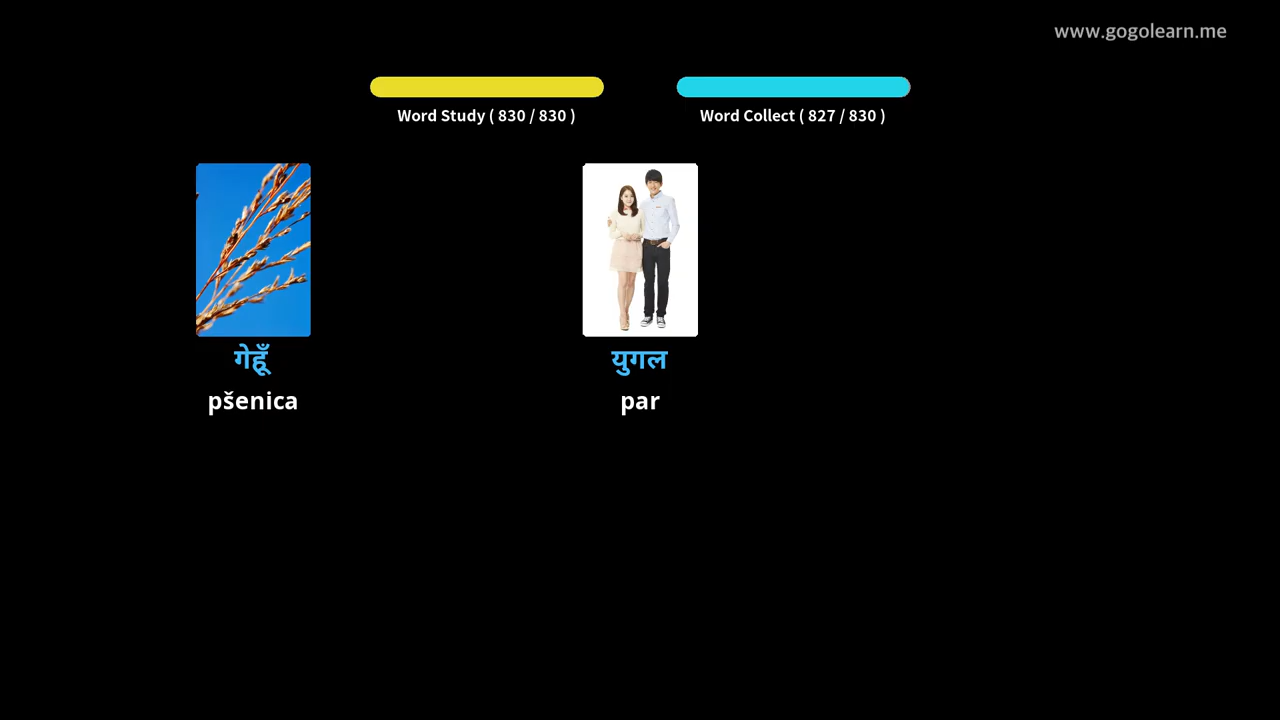 www.gogolearn.me
Word Study ( 830 / 830 )
Word Collect ( 827 / 830 )
गेहूँ
pšenica
युगल
par